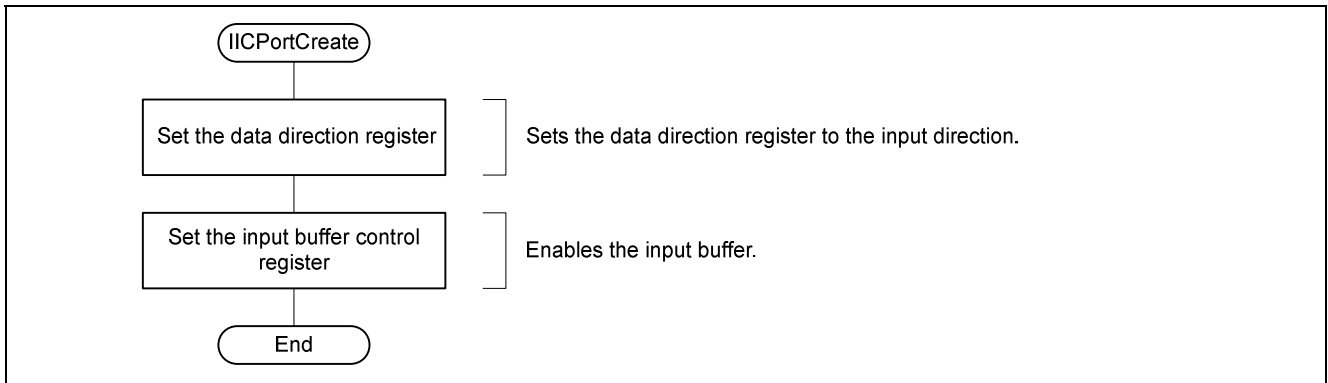 IICPortCreate
Set the data direction register
Sets the data direction register to the input direction.
Set the input buffer control
register
Enables the input buffer.
End